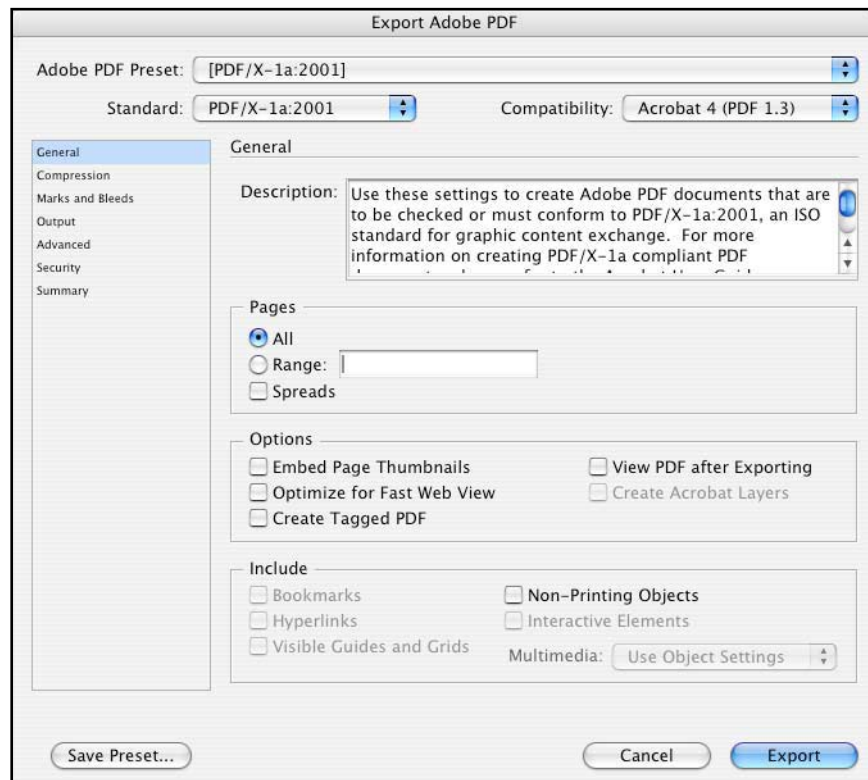 Export Adobe PDF
Adobe PDF Preset: [PDF/X-1a:2001]
Standard: PDF/X-1a:2001 Compatibility: Acrobat 4 (PDF 1.3)
General
Compression
Marks and Bleeds
Output
Advanced
Security
Summary
General
Description: Use these settings to create Adobe PDF documents that are
to be checked or must conform to PDF/X-1a:2001, an ISO
standard for graphic content exchange. For more
information on creating PDF/X-1a compliant PDF
Pages
All
Range:
Spreads
Options
Embed Page Thumbnails View PDF after Exporting
Optimize for Fast Web View Create Acrobat Layers
Create Tagged PDF
Include
Bookmarks Non-Printing Objects
Hyperlinks Interactive Elements
Visible Guides and Grids Multimedia: Use Object Settings
Save Preset... Cancel Export